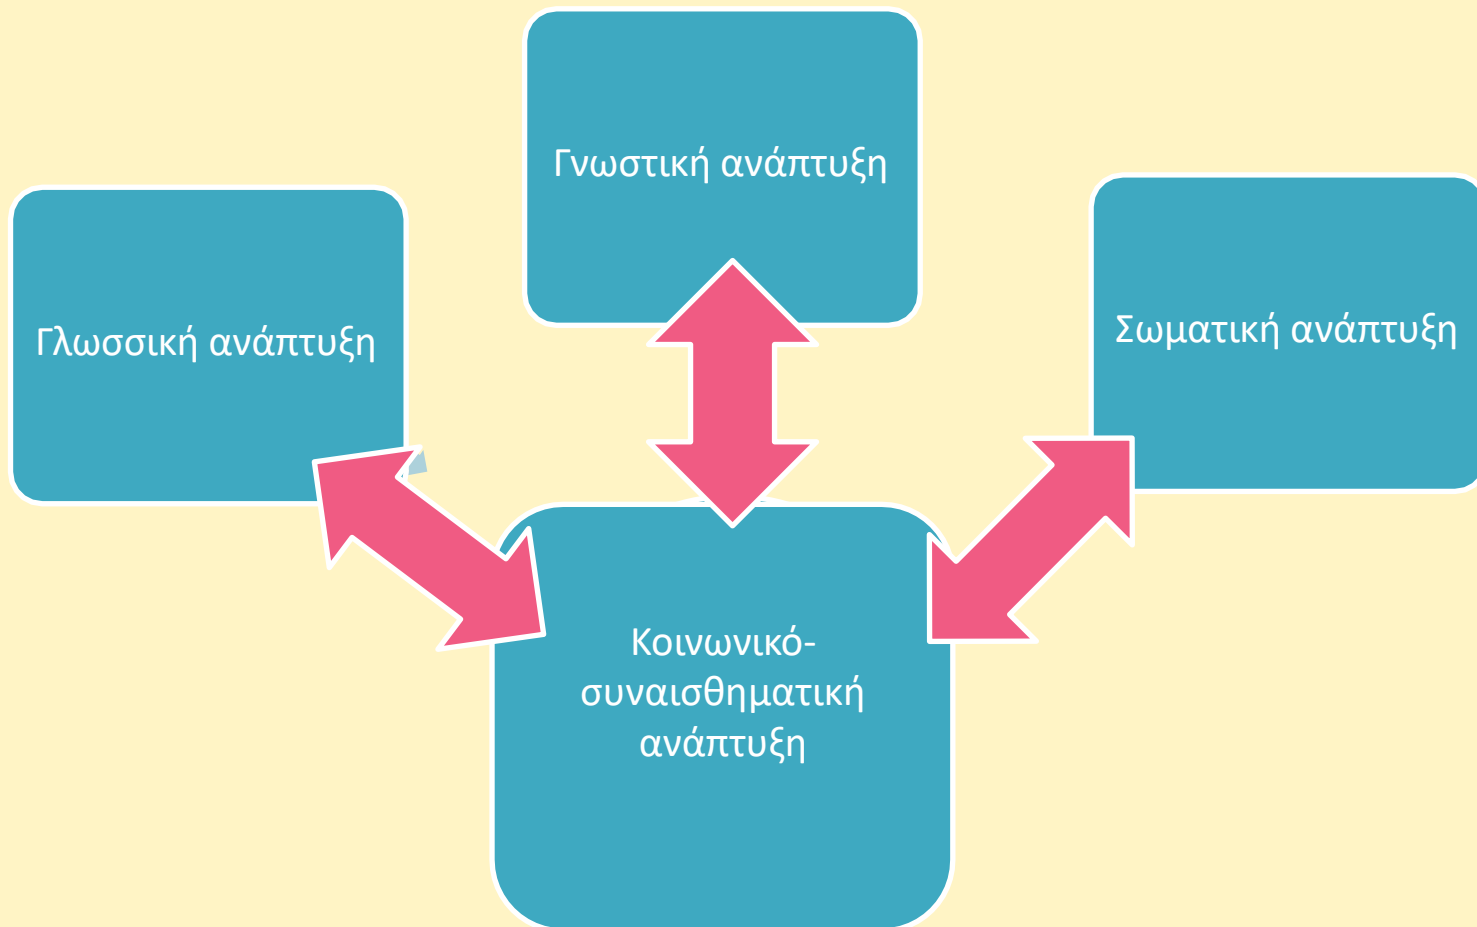 Γνωστική ανάπτυξη
Γλωσσική ανάπτυξη
Σωματική ανάπτυξη
Κοινωνικό-
συναισθηματική
ανάπτυξη